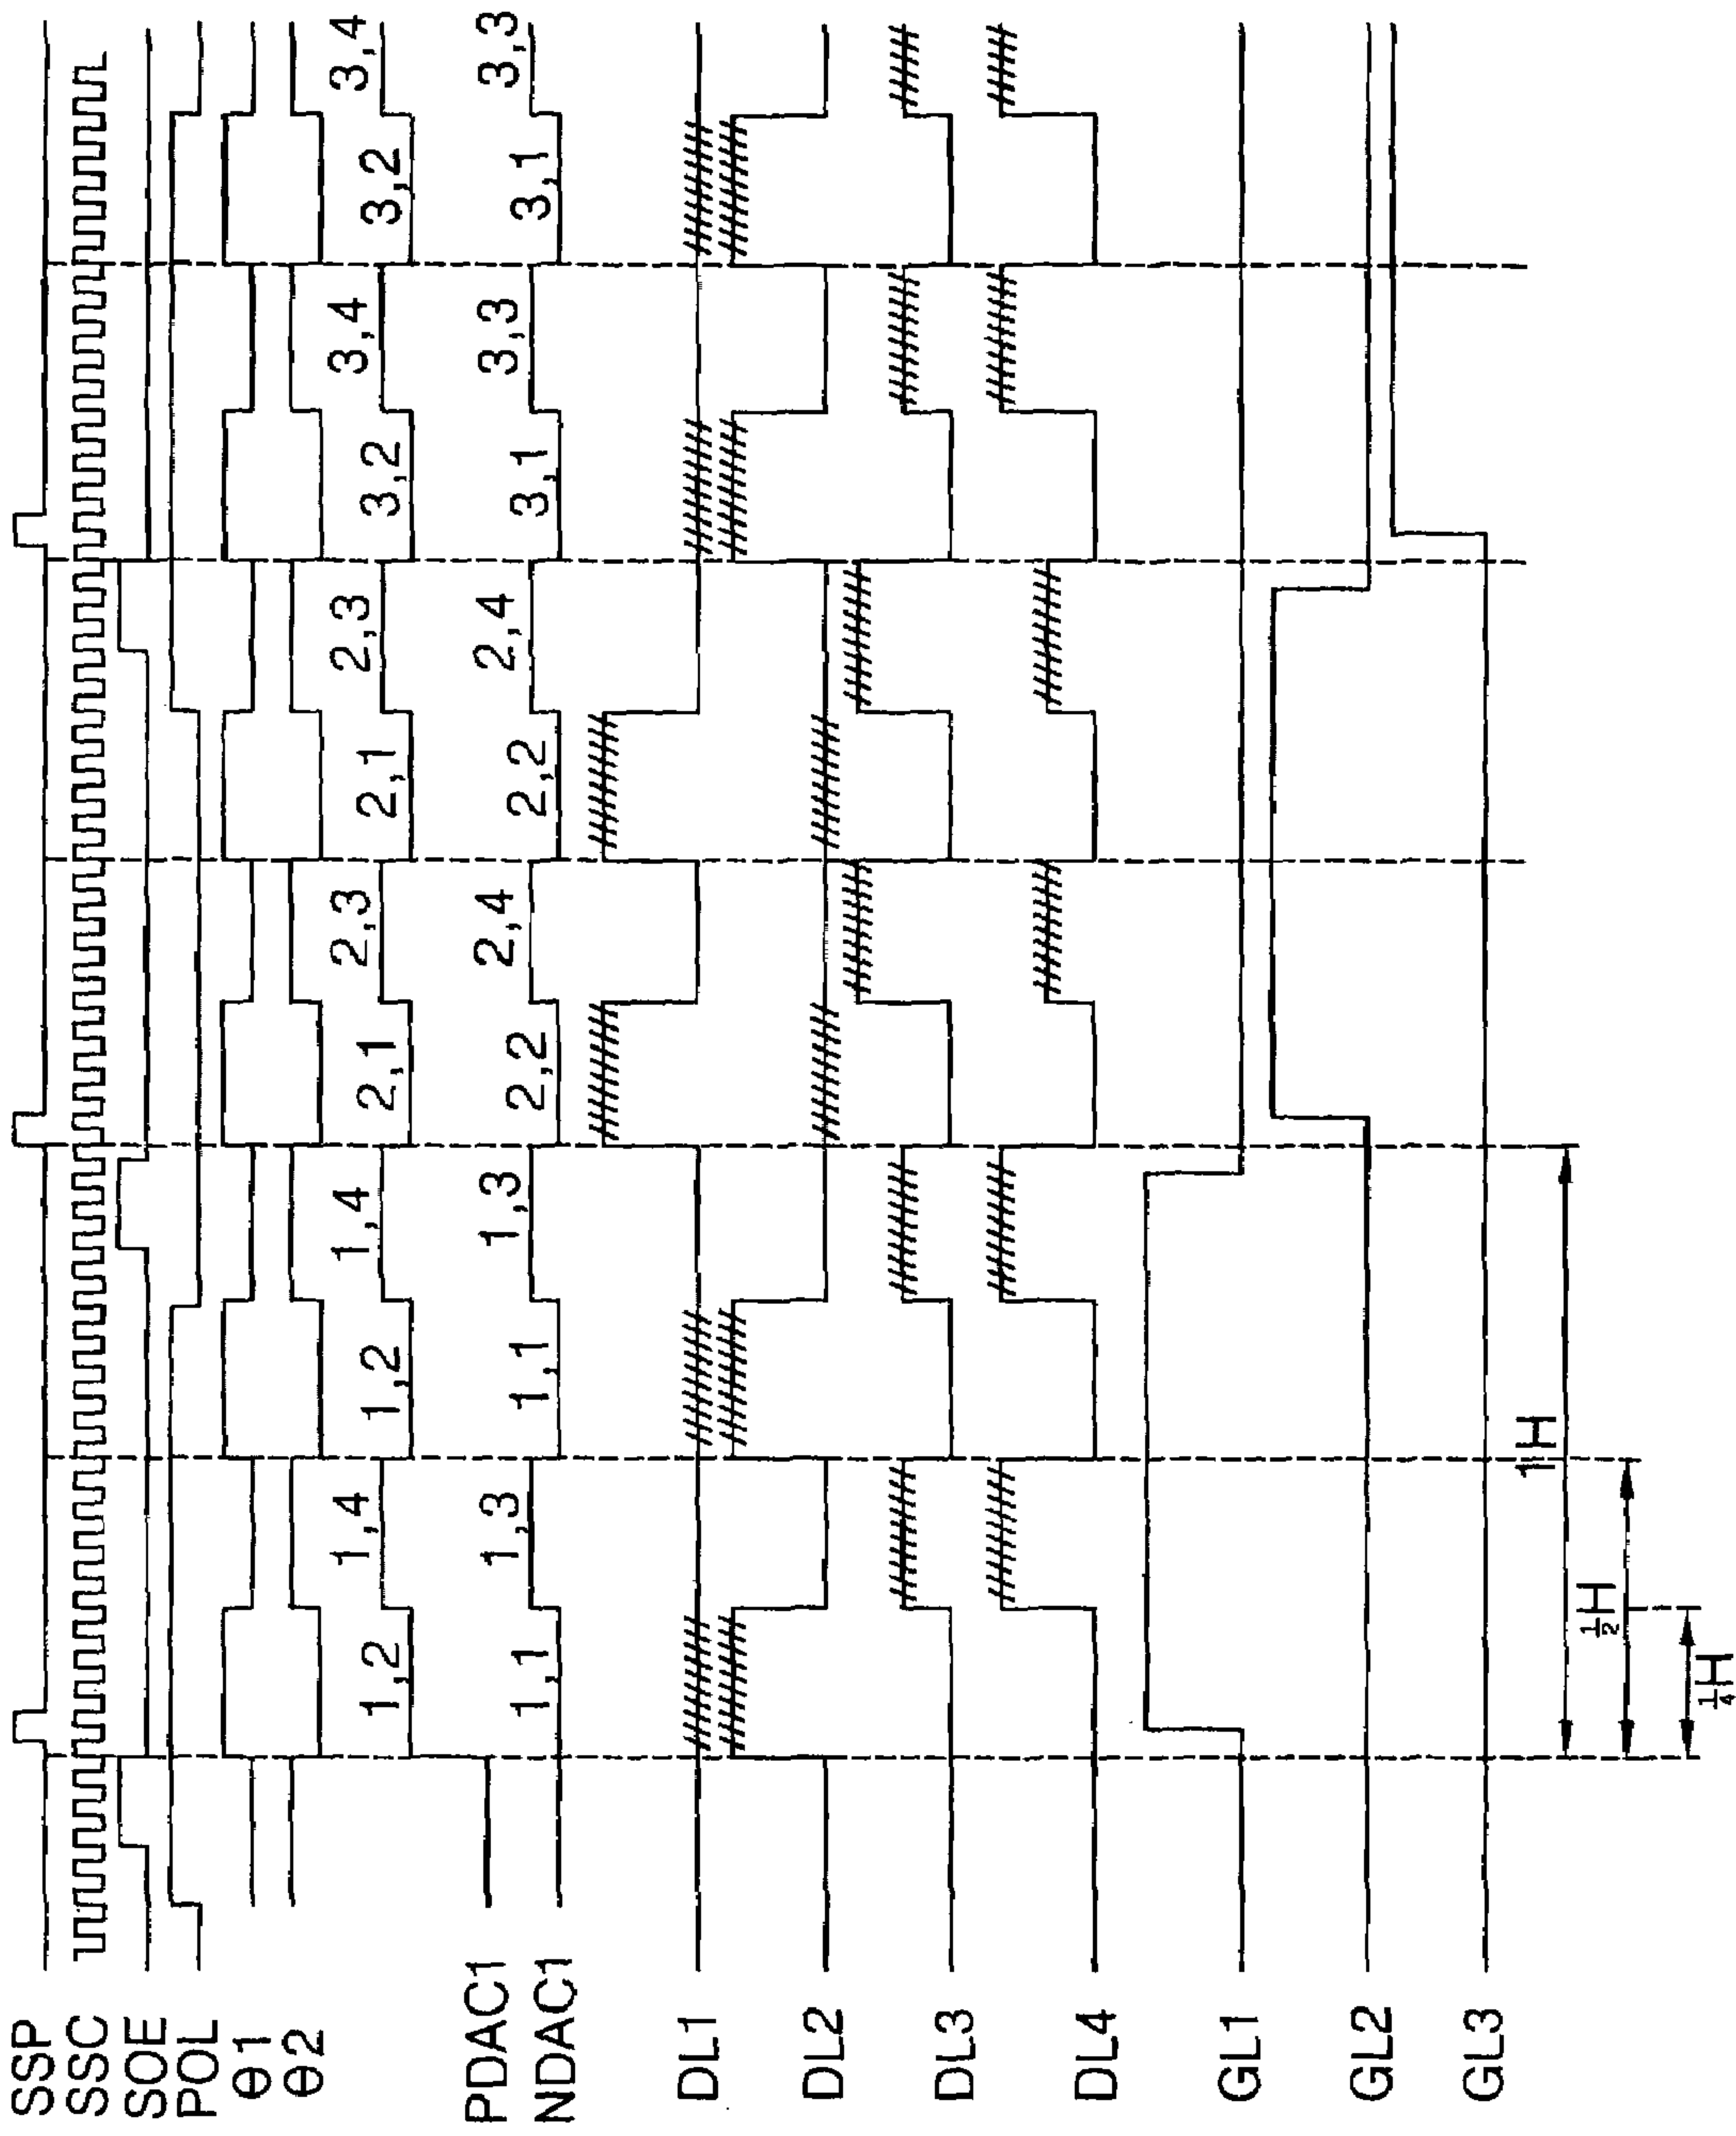 SSP
SSC
SOE
POL
θ1
θ2
1,2 1,4 1,2 1,4 2,1 2,3 2,1 2,3 3,2 3,4 3,2 3,4
PDAC1
1,1 1,3 1,1 1,3 2,2 2,4 2,2 2,4 3,1 3,3 3,1 3,3
NDAC1
DL1
DL2
DL3
DL4
GL1
GL2
GL3
1H
1/2 H
1/4 H